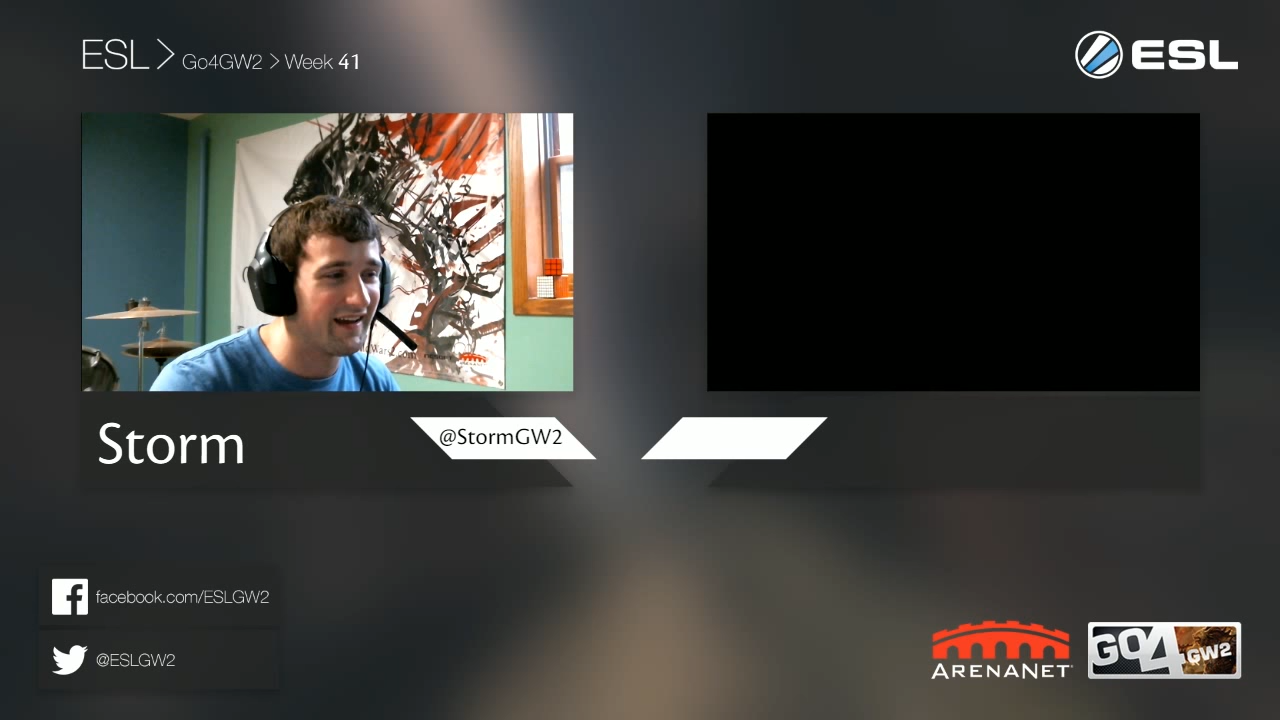 ESL > Go4GW2 > Week 41
ESL
Storm
@StormGW2
facebook.com/ESLGW2
@ESLGW2
ARENANET
GO4GW2